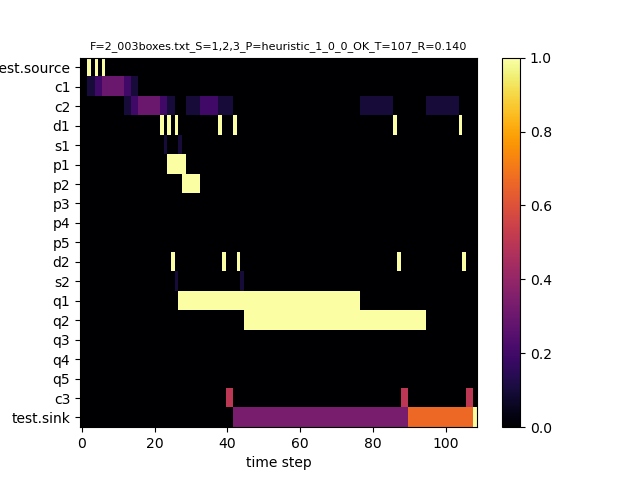 F=2_003boxes.txt_S=1,2,3_P=heuristic_1_0_0_OK_T=107_R=0.140
est.source
c1
c2
d1
s1
p1
p2
p3
p4
p5
d2
s2
q1
q2
q3
q4
q5
c3
test.sink
0 20 40 60 80 100
time step
1.0
0.8
0.6
0.4
0.2
0.0